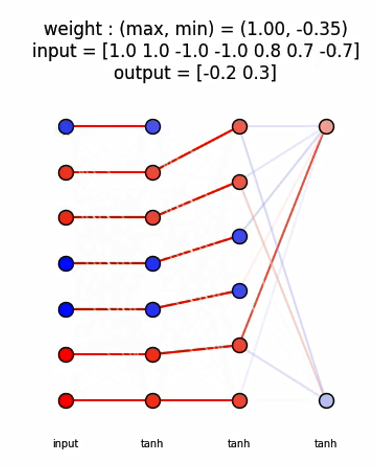 weight : (max, min) = (1.00, -0.35)
input = [1.0 1.0 -1.0 -1.0 0.8 0.7 -0.7]
output = [-0.2 0.3]
input tanh tanh tanh